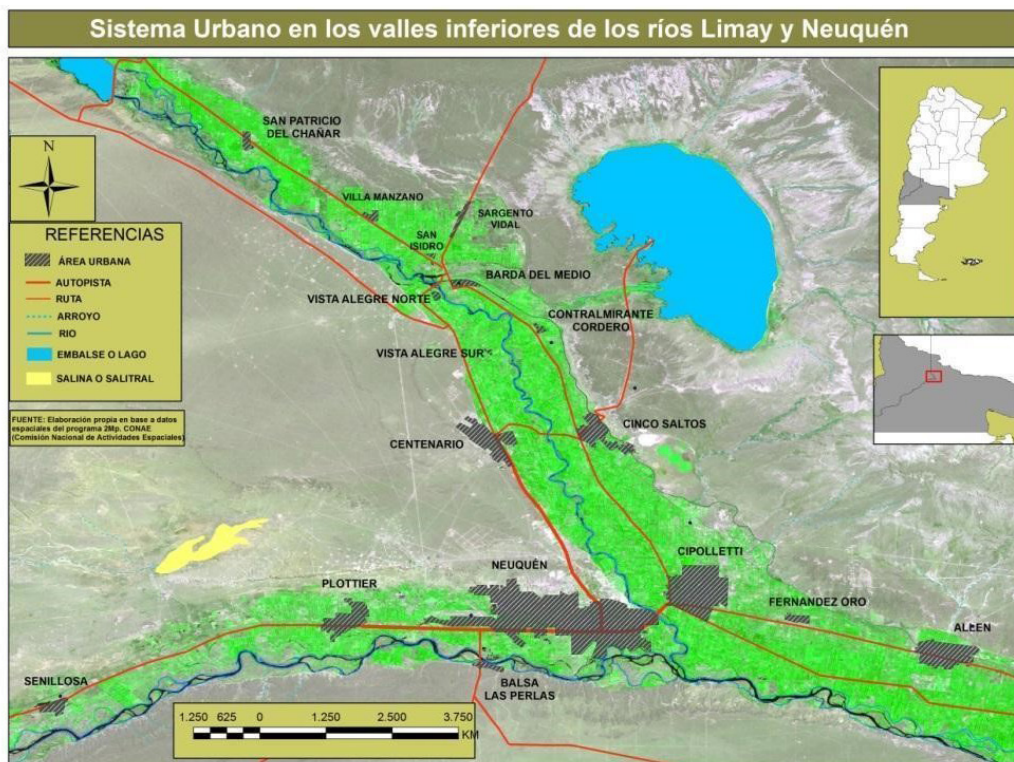 Sistema Urbano en los valles inferiores de los ríos Limay y Neuquén
SAN PATRICIO
DEL CHAÑAR
N
VILLA MANZANO
SARGENTO
VIDAL
SAN
ISIDRO
REFERENCIAS
ÁREA URBANA
AUTOPISTA
RUTA
ARROYO
RIO
EMBALSE O LAGO
SALINA O SALITRAL
BARDA DEL MEDIO
VISTA ALEGRE NORTE
CONTRALMIRANTE
CORDERO
VISTA ALEGRE SUR
FUENTE: Elaboración propia en base a datos
espaciales del programa 2Mp. CONAE
(Comisión Nacional de Actividades Espaciales)
CENTENARIO
CINCO SALTOS
CIPOLLETTI
NEUQUÉN
PLOTTIER
FERNANDEZ ORO
ALLEN
SENILLOSA
BALSA
LAS PERLAS
1.250 625 0 1.250 2.500 3.750
KM